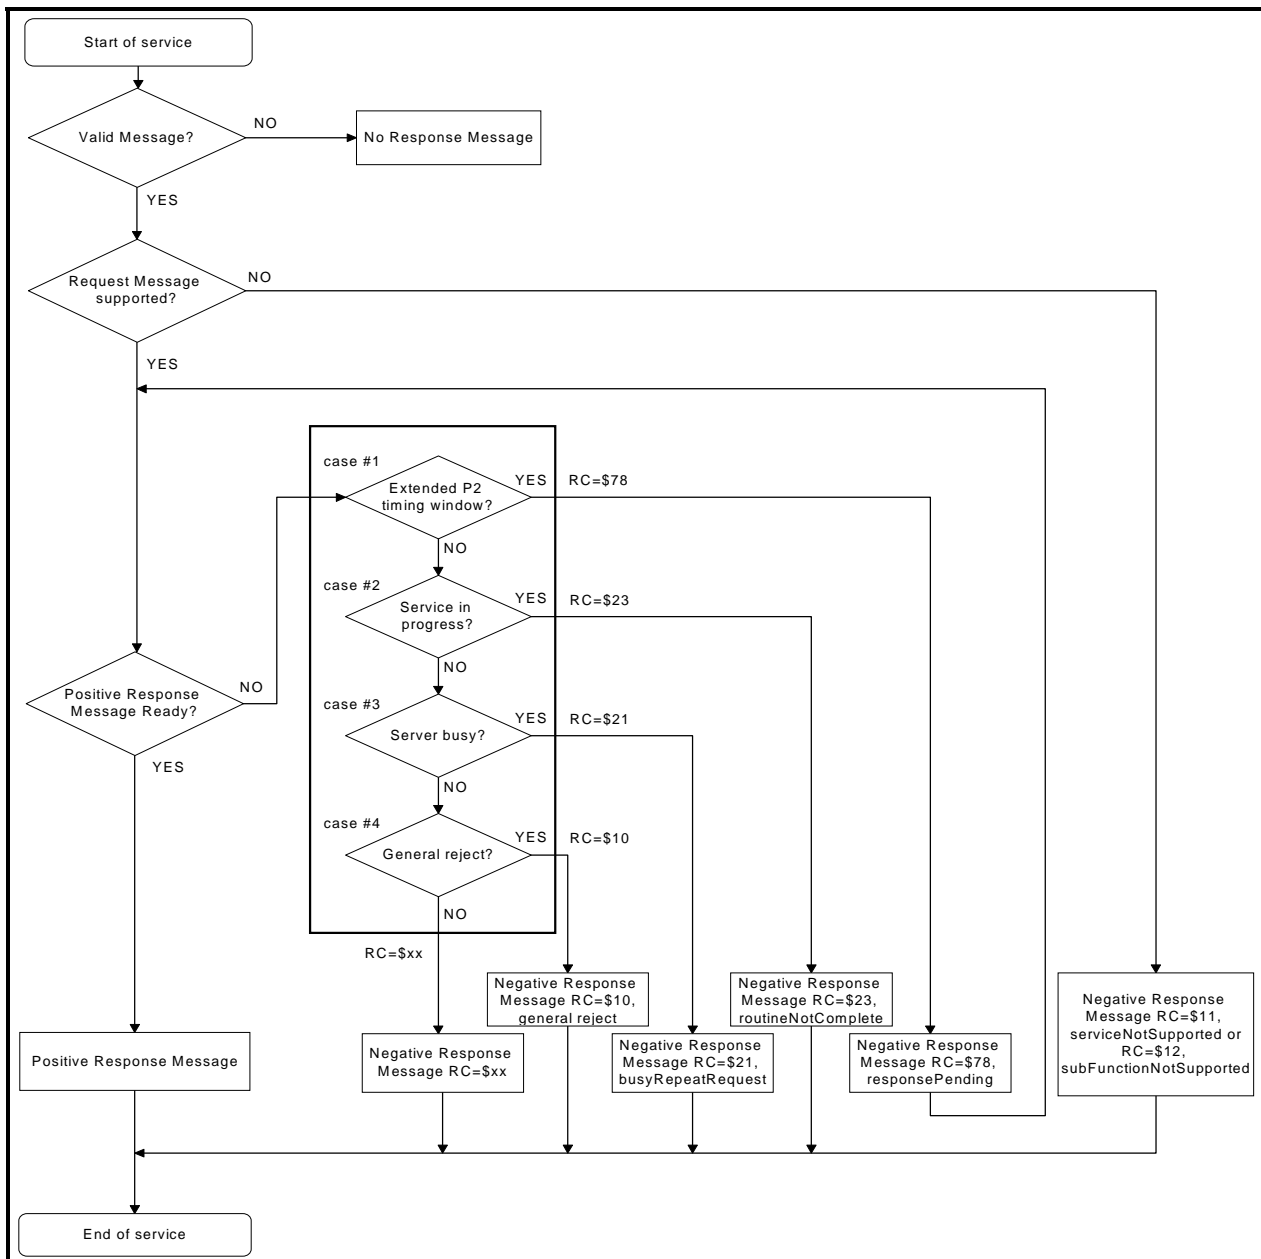 Start of service
Valid Message?
NO
No Response Message
YES
Request Message
supported?
NO
YES
case #1
Extended P2
timing window?
YES
RC=$78
NO
case #2
Service in
progress?
YES
RC=$23
NO
Positive Response
Message Ready?
NO
YES
case #3
Server busy?
YES
RC=$21
NO
case #4
General reject?
YES
RC=$10
NO
RC=$xx
Negative Response
Message RC=$10,
general reject
Negative Response
Message RC=$23,
routineNotComplete
Negative Response
Message RC=$11,
serviceNotSupported or
RC=$12,
subFunctionNotSupported
Positive Response Message
Negative Response
Message RC=$xx
Negative Response
Message RC=$21,
busyRepeatRequest
Negative Response
Message RC=$78,
responsePending
End of service